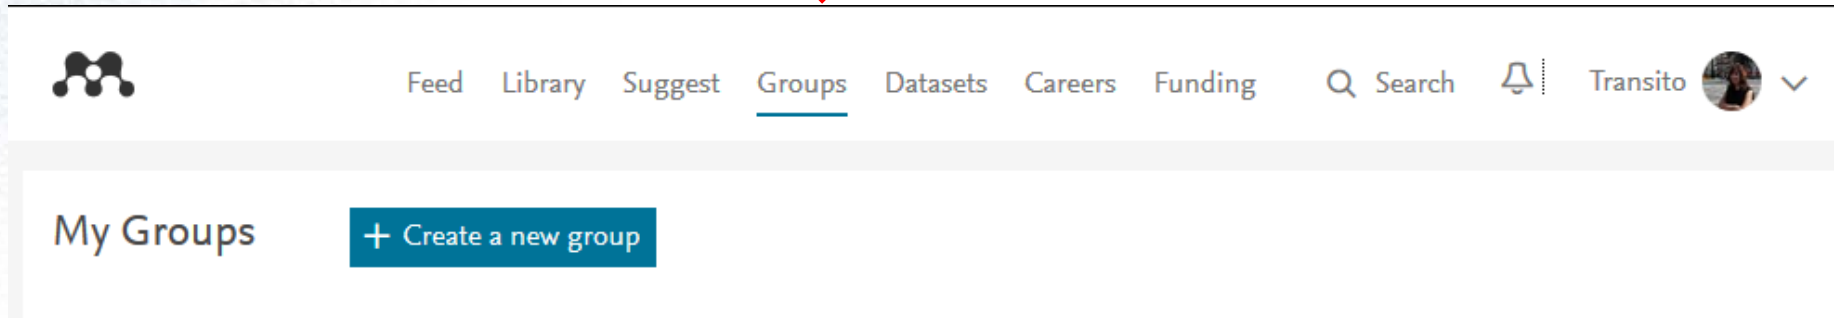 Feed Library Suggest Groups Datasets Careers Funding Search Transito
My Groups + Create a new group